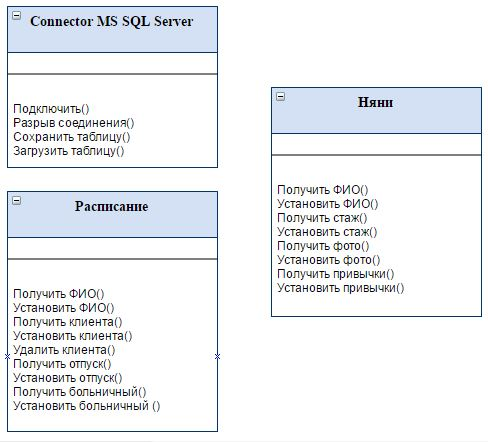 Connector MS SQL Server
Подключить()
Разрыв соединения()
Сохранить таблицу()
Загрузить таблицу()
Расписание
Получить ФИО()
Установить ФИО()
Получить клиента()
Установить клиента()
Удалить клиента()
Получить отпуск()
Установить отпуск()
Получить больничный()
Установить больничный ()
Няни
Получить ФИО()
Установить ФИО()
Получить стаж()
Установить стаж()
Получить фото()
Установить фото()
Получить привычки()
Установить привычки()